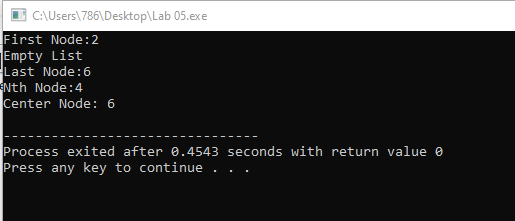 C:\Users\786\Desktop\Lab 05.exe
First Node:2
Empty List
Last Node:6
Nth Node:4
Center Node: 6
--------------------------------
Process exited after 0.4543 seconds with return value 0
Press any key to continue . . .